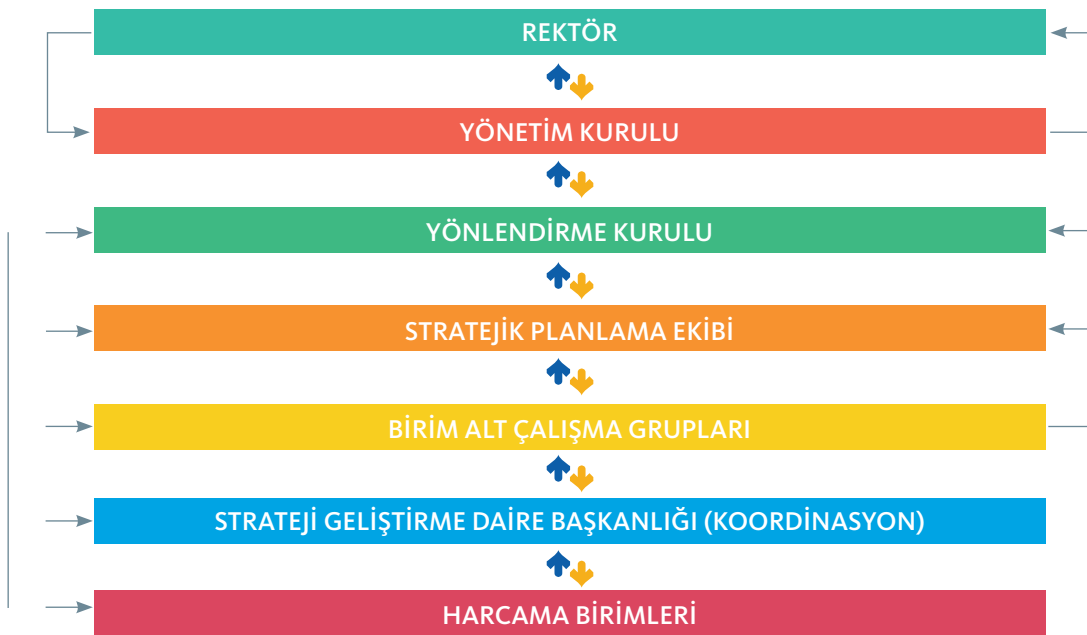 REKTÖR
YÖNETİM KURULU
YÖNLENDİRME KURULU
STRATEJİK PLANLAMA EKİBİ
BİRİM ALT ÇALIŞMA GRUPLARI
STRATEJİ GELİŞTİRME DAİRE BAŞKANLIĞI (KOORDİNASYON)
HARCAMA BİRİMLERİ